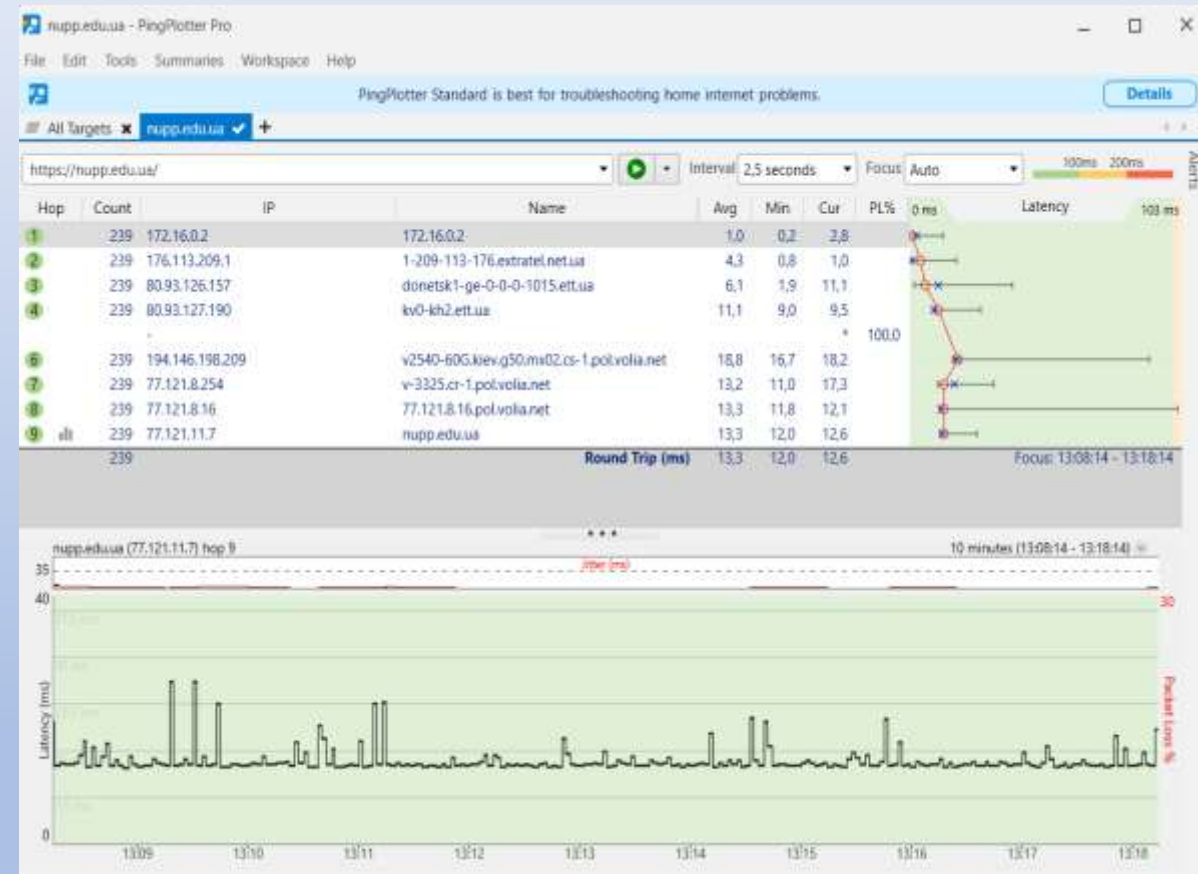 nupp.edu.ua - PingPlotter Pro
File Edit Tools Summaries Workspace Help
PingPlotter Standard is best for troubleshooting home internet problems. Details
All Targets nupp.edu.ua +
https://nupp.edu.ua/ Interval 2,5 seconds Focus Auto 100ms 200ms
Alerts
Hop Count IP Name Avg Min Cur PL% 0 ms Latency 103 ms
1 239 172.16.0.2 172.16.0.2 1,0 0,2 2,8
2 239 176.113.209.1 1-209-113-176.extratel.net.ua 4,3 0,8 1,0
3 239 80.93.126.157 donetsk1-ge-0-0-0-1015.ett.ua 6,1 1,9 11,1
4 239 80.93.127.190 kv0-kh2.ett.ua 11,1 9,0 9,5
- * 100,0
6 239 194.146.198.209 v2540-60G.kiev.g50.mx02.cs-1.pol.volia.net 18,8 16,7 18,2
7 239 77.121.8.254 v-3325.cr-1.pol.volia.net 13,2 11,0 17,3
8 239 77.121.8.16 77.121.8.16.pol.volia.net 13,3 11,8 12,1
9 239 77.121.11.7 nupp.edu.ua 13,3 12,0 12,6
239 Round Trip (ms) 13,3 12,0 12,6 Focus: 13:08:14 - 13:18:14
nupp.edu.ua (77.121.11.7) hop 9 10 minutes (13:08:14 - 13:18:14)
35 Jitter (ms)
40 30
Latency (ms)
Packet Loss %
0
13:09 13:10 13:11 13:12 13:13 13:14 13:15 13:16 13:17 13:18